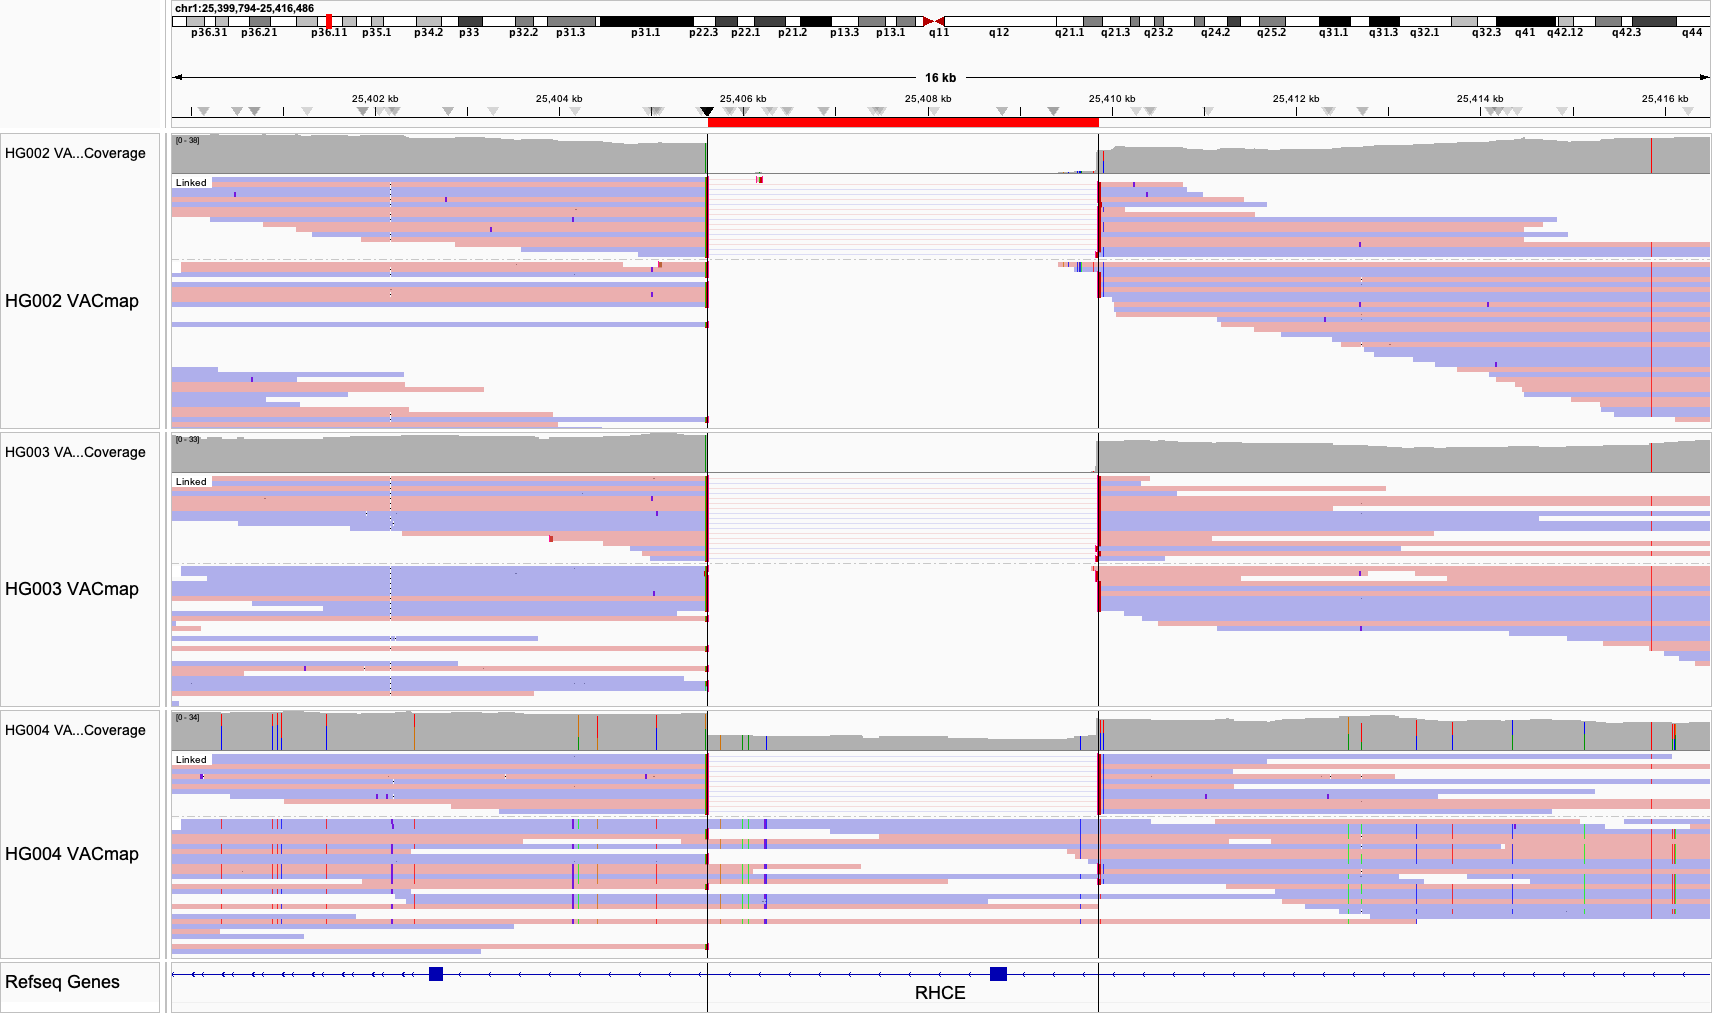 chr1:25,399,794-25,416,486
p36.31 p36.21 p36.11 p35.1 p34.2 p33 p32.2 p31.3 p31.1 p22.3 p22.1 p21.2 p13.3 p13.1 q11 q12 q21.1 q21.3 q23.2 q24.2 q25.2 q31.1 q31.3 q32.1 q32.3 q41 q42.12 q42.3 q44
16 kb
25,402 kb 25,404 kb 25,406 kb 25,408 kb 25,410 kb 25,412 kb 25,414 kb 25,416 kb
HG002 VA...Coverage
[0 - 38]
Linked
HG002 VACmap
HG003 VA...Coverage
[0 - 33]
Linked
HG003 VACmap
HG004 VA...Coverage
[0 - 34]
Linked
HG004 VACmap
Refseq Genes
RHCE